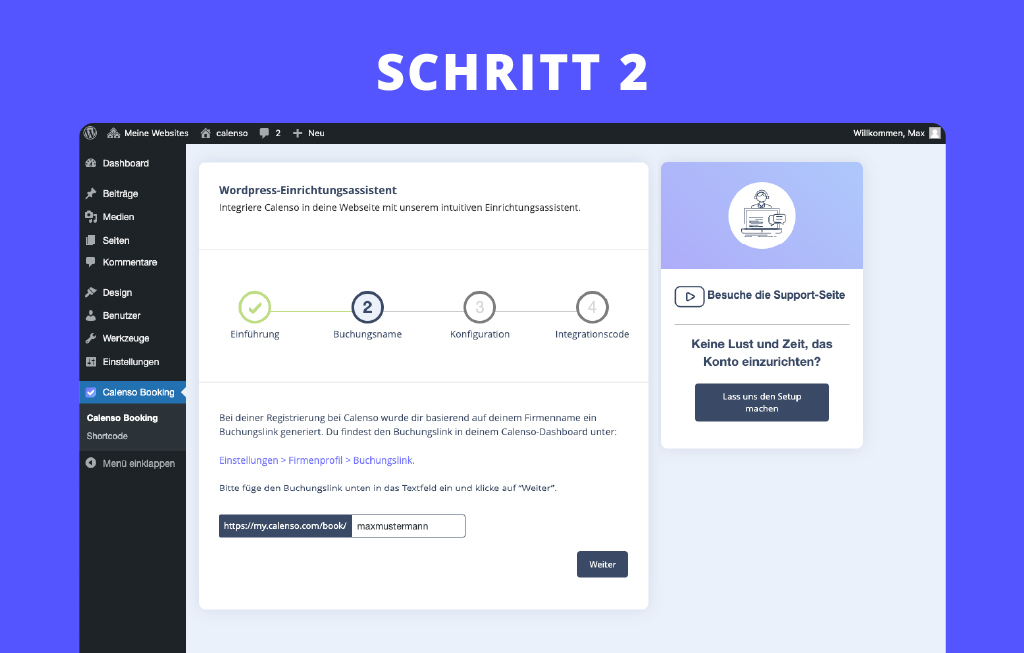 SCHRITT 2
Meine Websites
calenso
2
Neu
Willkommen, Max
Dashboard
Beiträge
Medien
Seiten
Kommentare
Design
Benutzer
Werkzeuge
Einstellungen
Calenso Booking
Calenso Booking
Shortcode
Menü einklappen
Wordpress-Einrichtungsassistent
Integriere Calenso in deine Webseite mit unserem intuitiven Einrichtungsassistent.
2
3
4
Einführung
Buchungsname
Konfiguration
Integrationscode
Bei deiner Registrierung bei Calenso wurde dir basierend auf deinem Firmenname ein
Buchungslink generiert. Du findest den Buchungslink in deinem Calenso-Dashboard unter:
Einstellungen > Firmenprofil > Buchungslink.
Bitte füge den Buchungslink unten in das Textfeld ein und klicke auf “Weiter”.
https://my.calenso.com/book/
maxmustermann
Weiter
Besuche die Support-Seite
Keine Lust und Zeit, das
Konto einzurichten?
Lass uns den Setup
machen